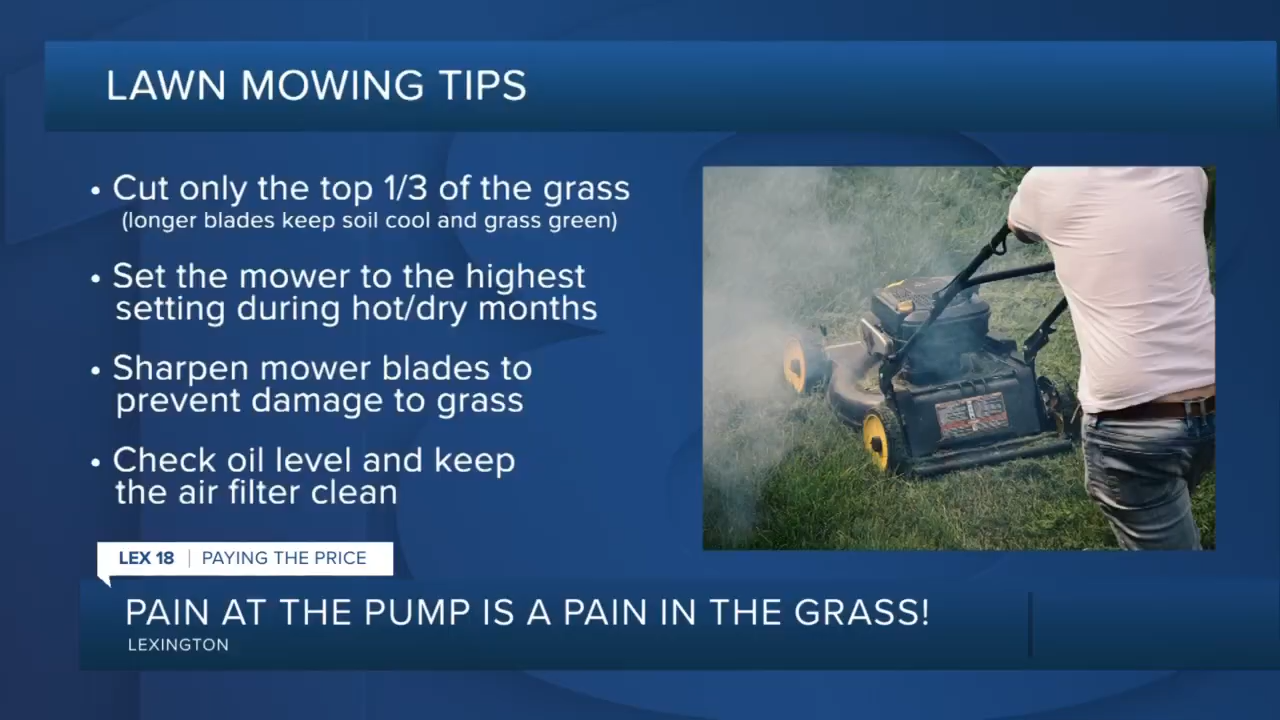 LAWN MOWING TIPS
• Cut only the top 1/3 of the grass
(longer blades keep soil cool and grass green)
• Set the mower to the highest
setting during hot/dry months
• Sharpen mower blades to
prevent damage to grass
• Check oil level and keep
the air filter clean
LEX 18 | PAYING THE PRICE
PAIN AT THE PUMP IS A PAIN IN THE GRASS!
LEXINGTON